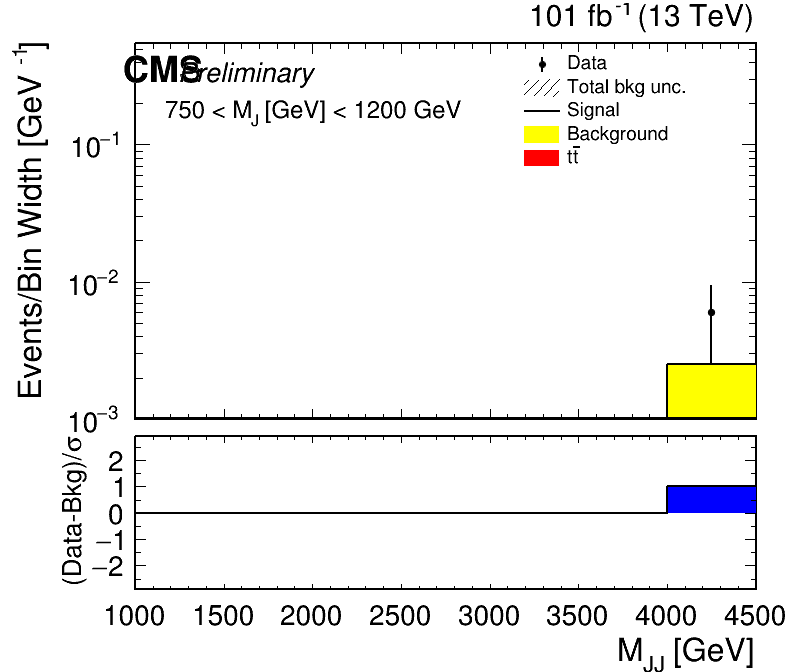 101 fb⁻¹ (13 TeV)
CMS Preliminary
750 < M_J [GeV] < 1200 GeV
Data
Total bkg unc.
Signal
Background
tt̄
Events/Bin Width [GeV⁻¹]
10⁻¹
10⁻²
10⁻³
(Data-Bkg)/σ
2
1
0
−1
−2
1000 1500 2000 2500 3000 3500 4000 4500
M_JJ [GeV]